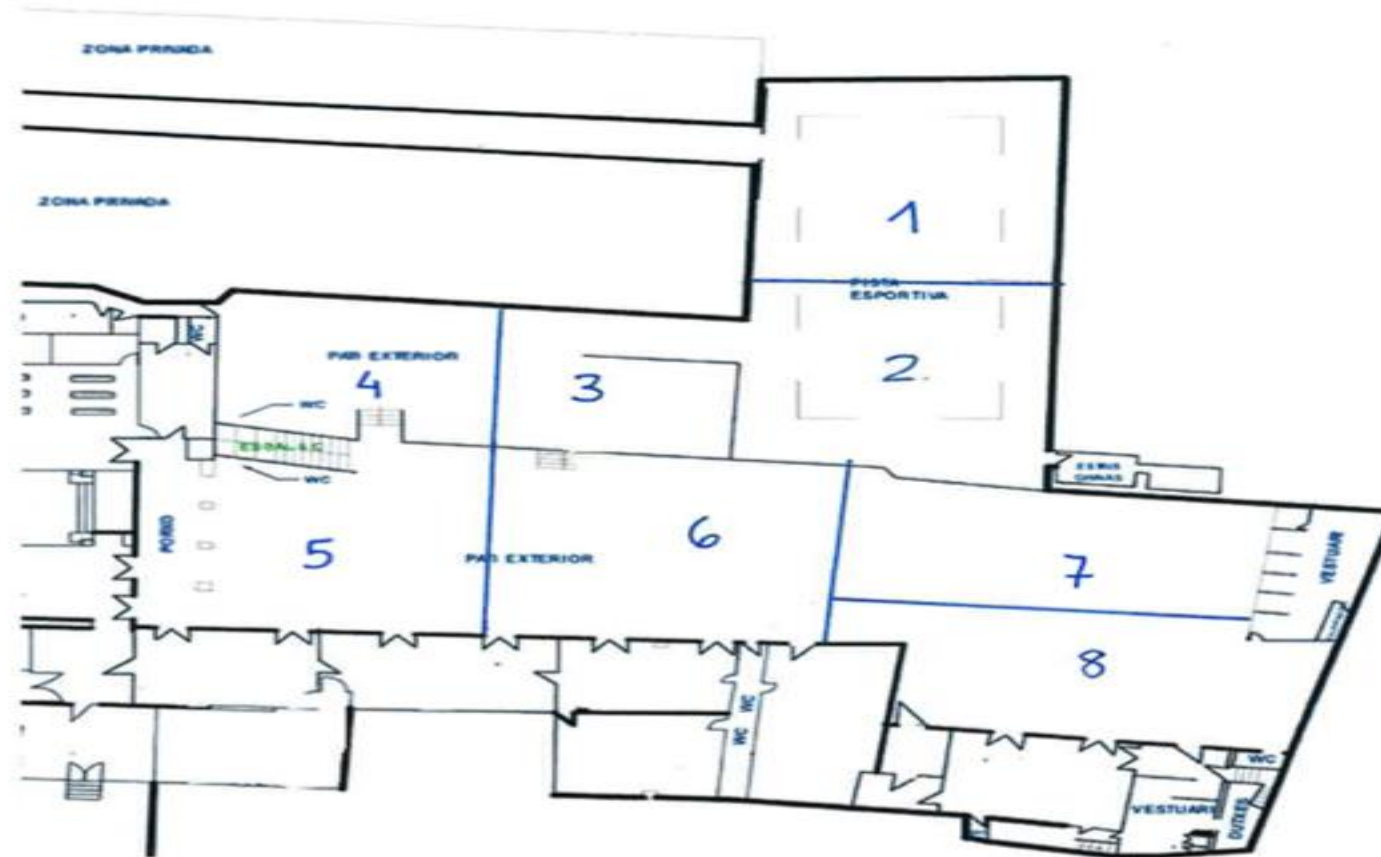 ZONA PRIVADA
ZONA PRIVADA
1
PISTA
ESPORTIVA
2
WC
PATI EXTERIOR
4
3
WC
WC
PORXO
5
PATI EXTERIOR
6
7
VESTUARI
8
WC
WC
WC
VESTUARI
DUTXES